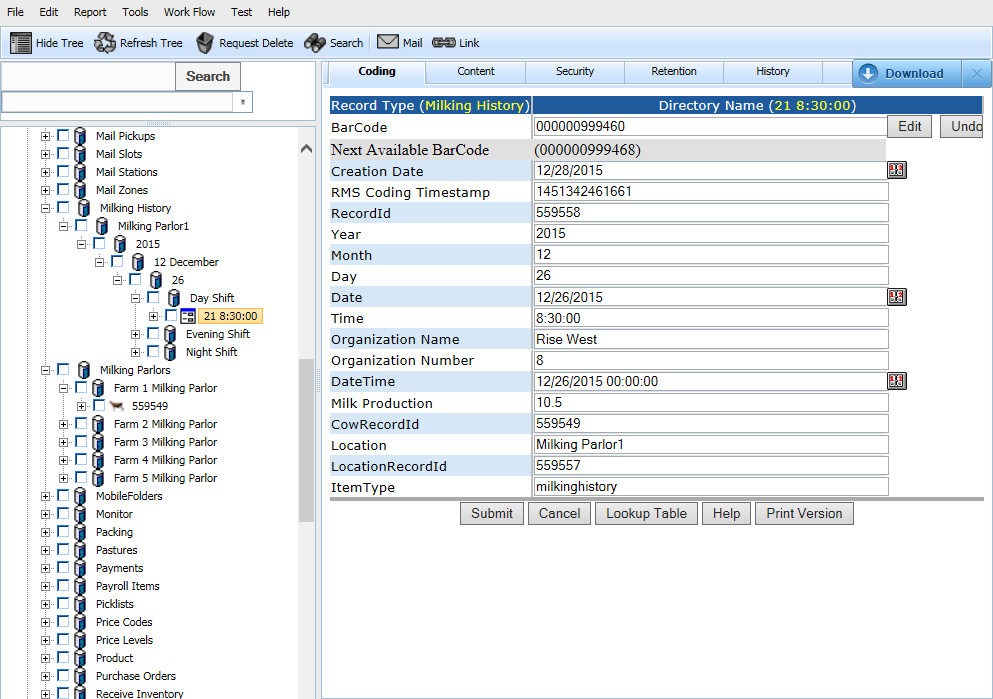 File Edit Report Tools Work Flow Test Help
Hide Tree Refresh Tree Request Delete Search Mail Link
Search
Mail Pickups
Mail Slots
Mail Stations
Mail Zones
Milking History
Milking Parlor1
2015
12 December
26
Day Shift
21 8:30:00
Evening Shift
Night Shift
Milking Parlors
Farm 1 Milking Parlor
559549
Farm 2 Milking Parlor
Farm 3 Milking Parlor
Farm 4 Milking Parlor
Farm 5 Milking Parlor
MobileFolders
Monitor
Packing
Pastures
Payments
Payroll Items
Picklists
Price Codes
Price Levels
Product
Purchase Orders
Receive Inventory
Coding Content Security Retention History Download
Record Type (Milking History) Directory Name (21 8:30:00)
BarCode 000000999460 Edit Undo
Next Available BarCode (000000999468)
Creation Date 12/28/2015
RMS Coding Timestamp 1451342461661
RecordId 559558
Year 2015
Month 12
Day 26
Date 12/26/2015
Time 8:30:00
Organization Name Rise West
Organization Number 8
DateTime 12/26/2015 00:00:00
Milk Production 10.5
CowRecordId 559549
Location Milking Parlor1
LocationRecordId 559557
ItemType milkinghistory
Submit Cancel Lookup Table Help Print Version